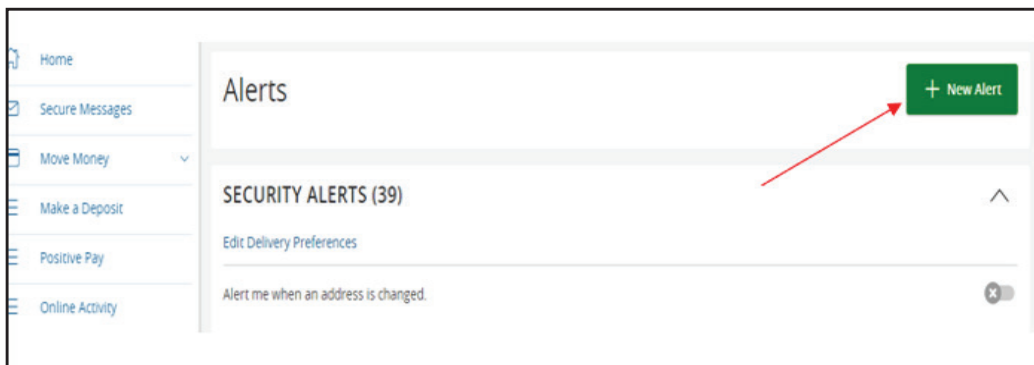 Home
Secure Messages
Move Money
Make a Deposit
Positive Pay
Online Activity
Alerts
+ New Alert
SECURITY ALERTS (39)
Edit Delivery Preferences
Alert me when an address is changed.